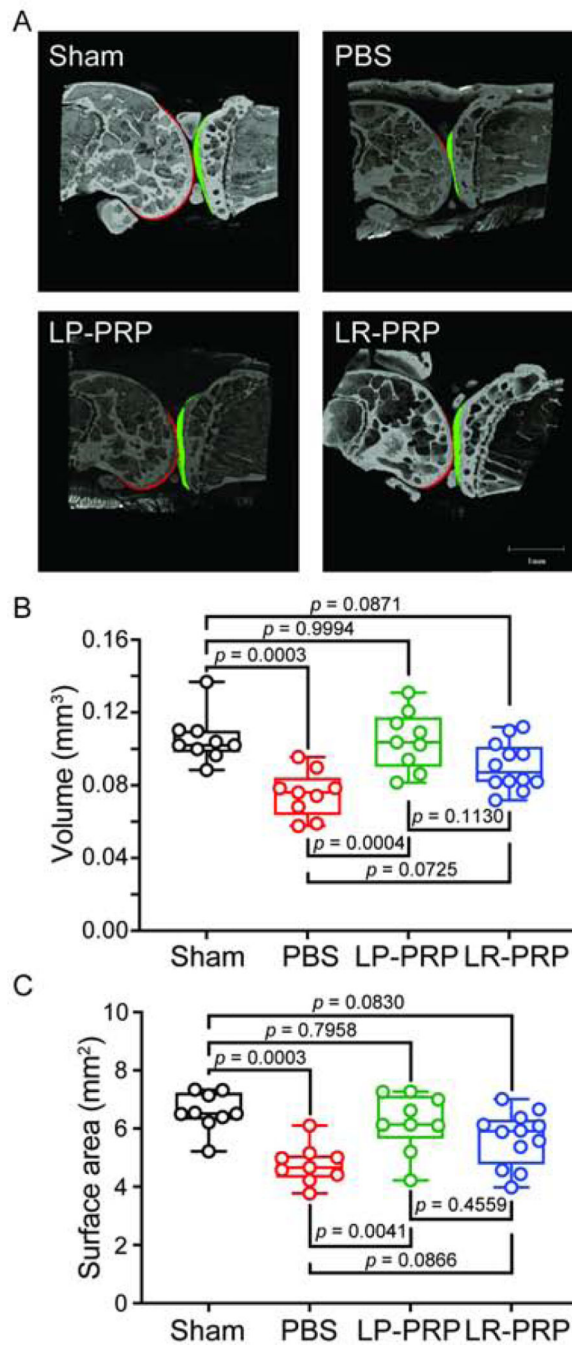 A
Sham
PBS
LP-PRP
LR-PRP
1mm
B
p = 0.0871
p = 0.9994
p = 0.0003
0.16
0.12
0.08
0.04
0.00
Volume (mm³)
p = 0.1130
p = 0.0004
p = 0.0725
Sham PBS LP-PRP LR-PRP
C
p = 0.0830
p = 0.7958
p = 0.0003
10
8
6
4
2
0
Surface area (mm²)
p = 0.4559
p = 0.0041
p = 0.0866
Sham PBS LP-PRP LR-PRP